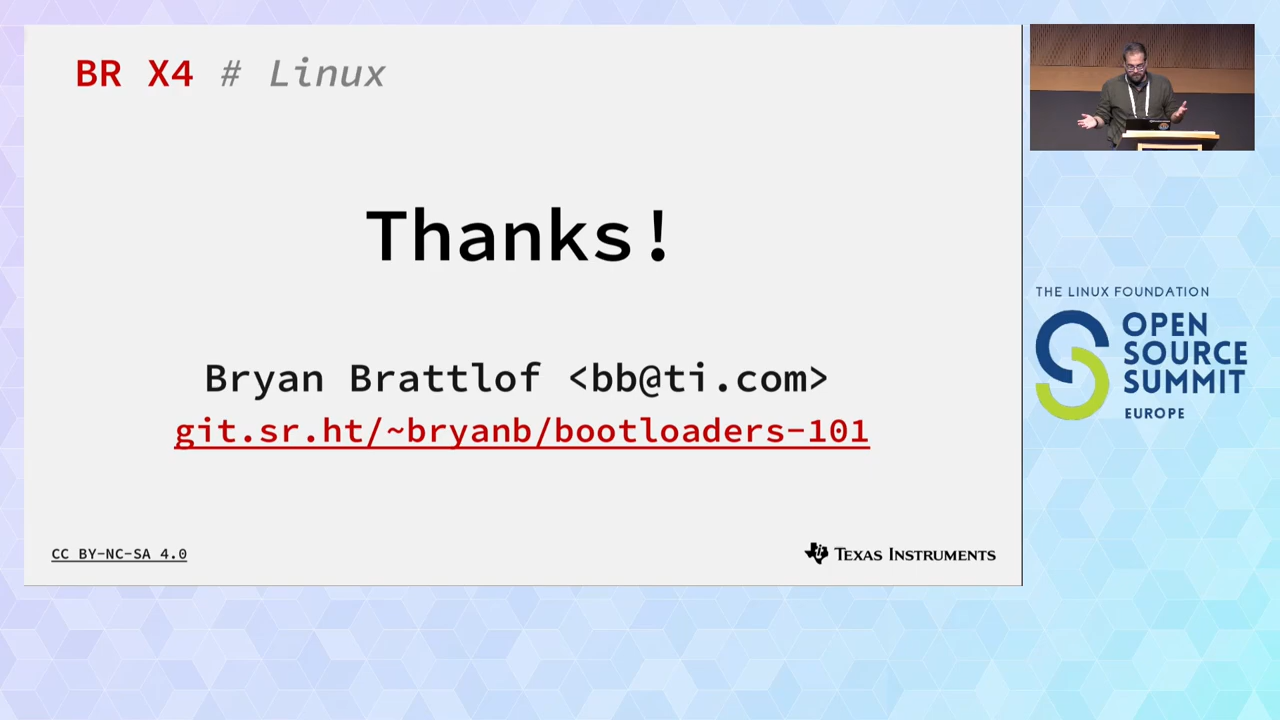 BR X4 # Linux
Thanks!
Bryan Brattlof <bb@ti.com>
git.sr.ht/~bryanb/bootloaders-101
CC BY-NC-SA 4.0
TEXAS INSTRUMENTS
THE LINUX FOUNDATION
OPEN
SOURCE
SUMMIT
EUROPE